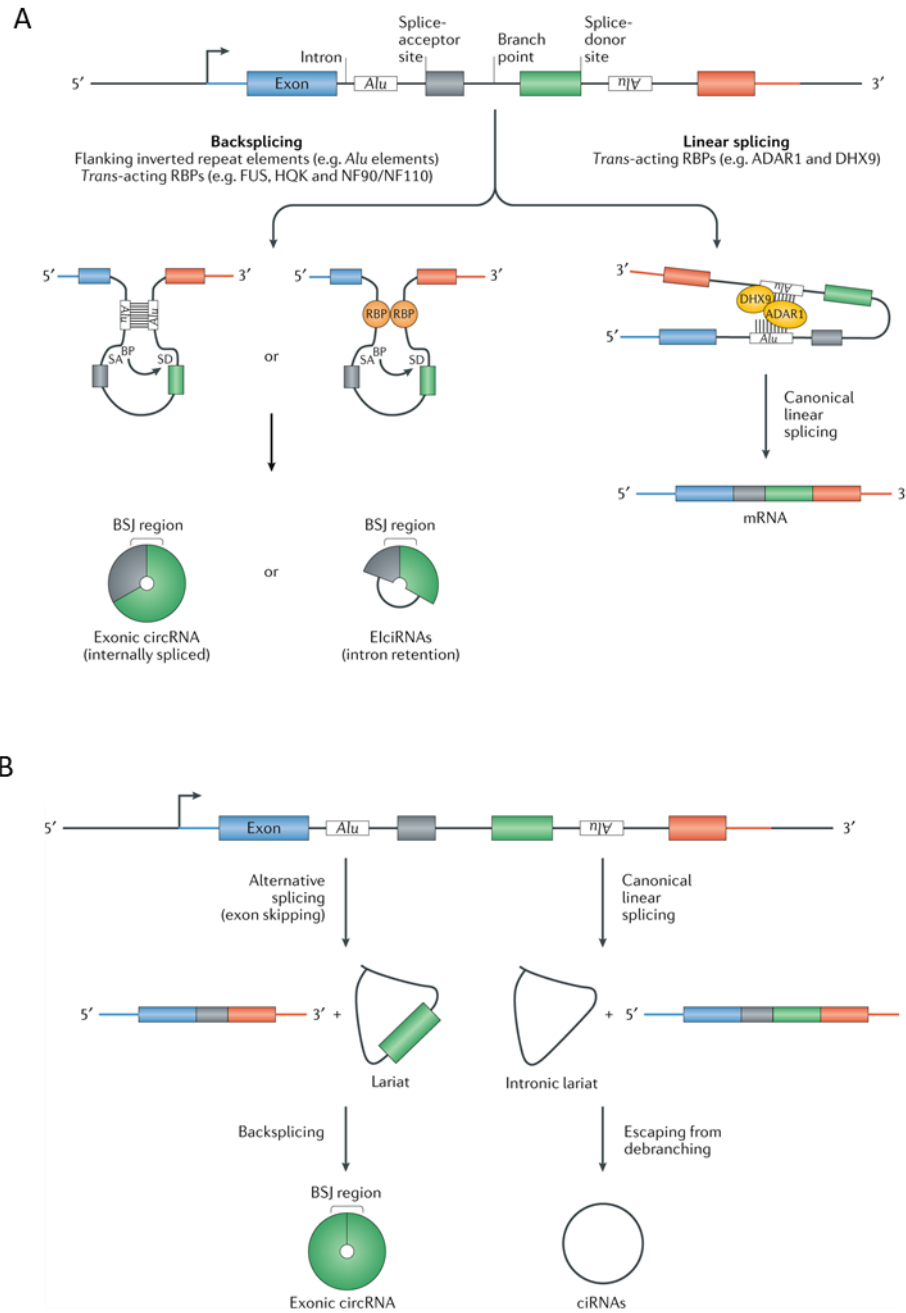 A
Splice-
acceptor
site
Branch
point
Splice-
donor
site
Intron
5′
Exon
Alu
Alu
3′
Backsplicing
Flanking inverted repeat elements (e.g. Alu elements)
Trans-acting RBPs (e.g. FUS, HQK and NF90/NF110)
Linear splicing
Trans-acting RBPs (e.g. ADAR1 and DHX9)
5′
3′
Alu
Alu
SA
BP
SD
or
5′
3′
RBP
RBP
SA
BP
SD
3′
Alu
DHX9
ADAR1
5′
Alu
Canonical
linear
splicing
5′
3
mRNA
BSJ region
Exonic circRNA
(internally spliced)
or
BSJ region
EIciRNAs
(intron retention)
B
5′
Exon
Alu
Alu
3′
Alternative
splicing
(exon skipping)
Canonical
linear
splicing
5′
3′ +
Lariat
Intronic lariat
+ 5′
Backsplicing
Escaping from
debranching
BSJ region
Exonic circRNA
ciRNAs